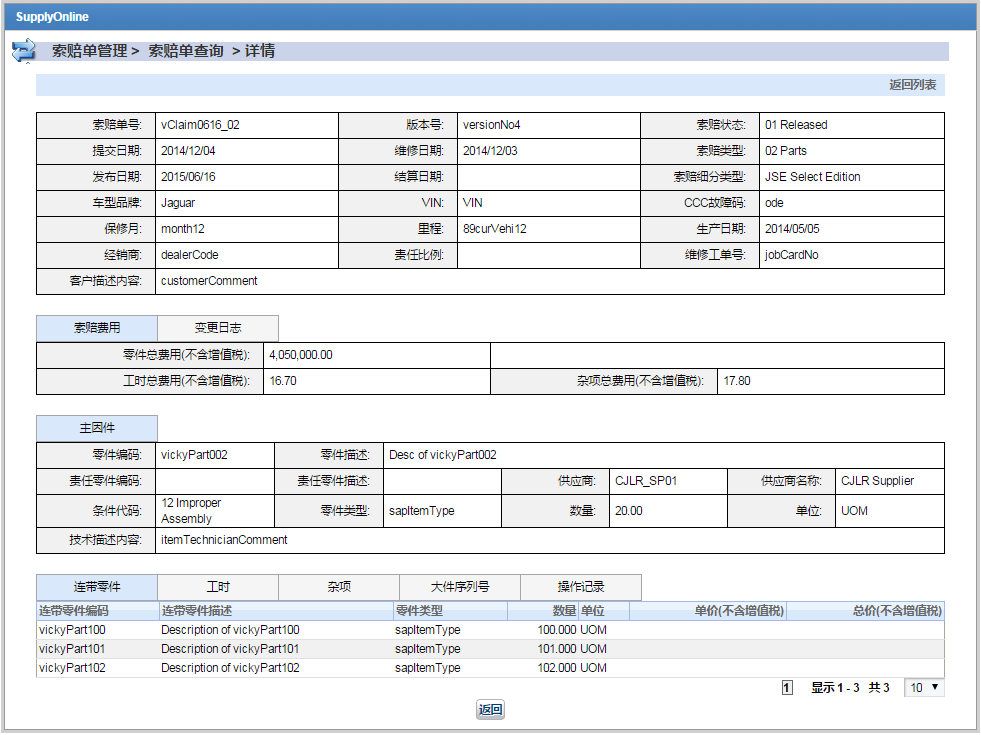 SupplyOnline
索赔单管理 > 索赔单查询 > 详情
返回列表
索赔单号: vClaim0616_02 版本号: versionNo4 索赔状态: 01 Released
提交日期: 2014/12/04 维修日期: 2014/12/03 索赔类型: 02 Parts
发布日期: 2015/06/16 结算日期: 索赔细分类型: JSE Select Edition
车型品牌: Jaguar VIN: VIN CCC故障码: ode
保修月: month12 里程: 89curVehi12 生产日期: 2014/05/05
经销商: dealerCode 责任比例: 维修工单号: jobCardNo
客户描述内容: customerComment
索赔费用 变更日志
零件总费用(不含增值税): 4,050,000.00
工时总费用(不含增值税): 16.70 杂项总费用(不含增值税): 17.80
主因件
零件编码: vickyPart002 零件描述: Desc of vickyPart002
责任零件编码: 责任零件描述: 供应商: CJLR_SP01 供应商名称: CJLR Supplier
条件代码: 12 Improper Assembly 零件类型: sapItemType 数量: 20.00 单位: UOM
技术描述内容: itemTechnicianComment
连带零件 工时 杂项 大件序列号 操作记录
连带零件编码 连带零件描述 零件类型 数量 单位 单价(不含增值税) 总价(不含增值税)
vickyPart100 Description of vickyPart100 sapItemType 100.000 UOM
vickyPart101 Description of vickyPart101 sapItemType 101.000 UOM
vickyPart102 Description of vickyPart102 sapItemType 102.000 UOM
1 显示 1 - 3 共 3 10
返回